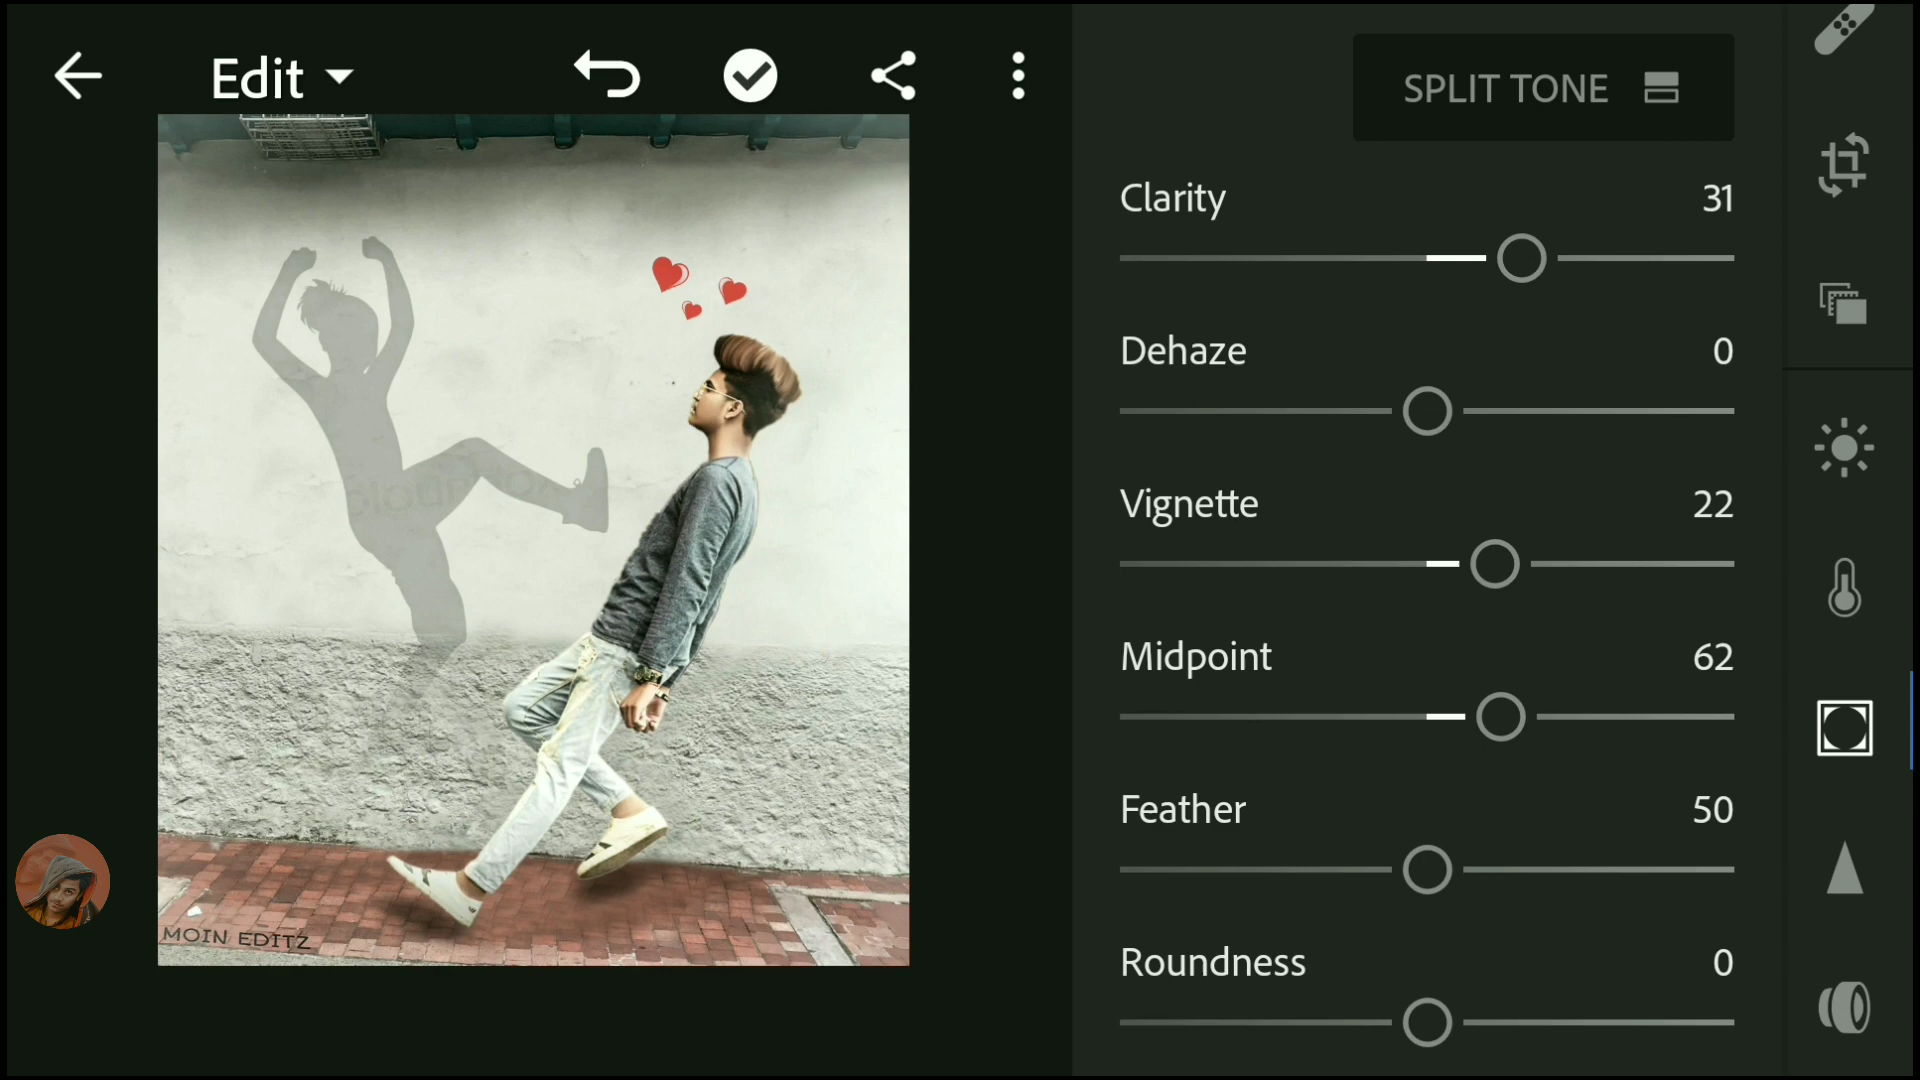 Edit
SPLIT TONE
Clarity 31
Dehaze 0
Vignette 22
Midpoint 62
Feather 50
Roundness 0
MOIN EDITZ